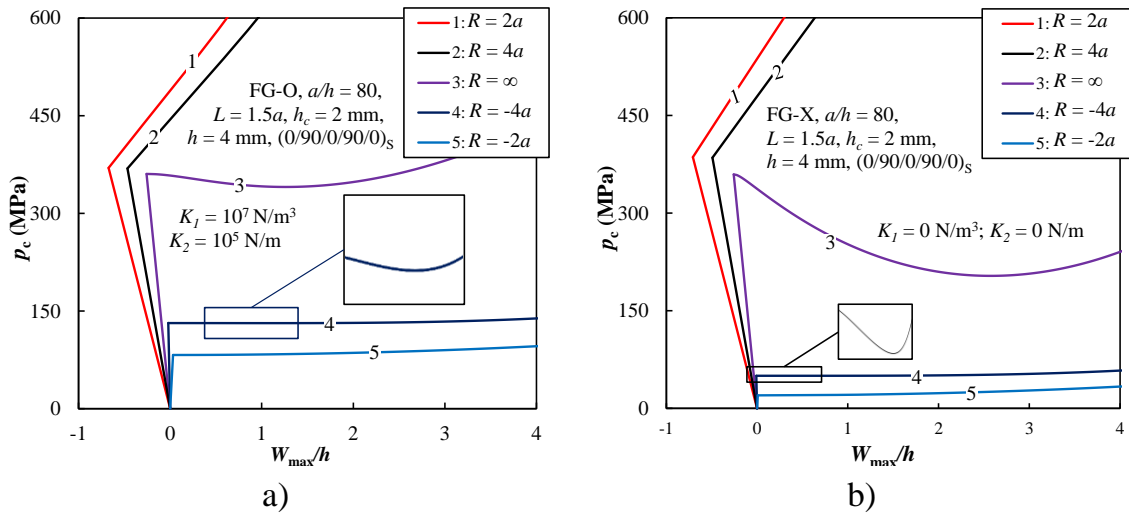 600
450
300
150
0
-1
0
1
2
3
4
p_c (MPa)
W_max/h
1: R = 2a
2: R = 4a
3: R = ∞
4: R = -4a
5: R = -2a
FG-O, a/h = 80,
L = 1.5a, h_c = 2 mm,
h = 4 mm, (0/90/0/90/0)_S
K_1 = 10^7 N/m^3
K_2 = 10^5 N/m
1
2
3
4
5
a)
600
450
300
150
0
-1
0
1
2
3
4
p_c (MPa)
W_max/h
1: R = 2a
2: R = 4a
3: R = ∞
4: R = -4a
5: R = -2a
FG-X, a/h = 80,
L = 1.5a, h_c = 2 mm,
h = 4 mm, (0/90/0/90/0)_S
K_1 = 0 N/m^3; K_2 = 0 N/m
1
2
3
4
5
b)